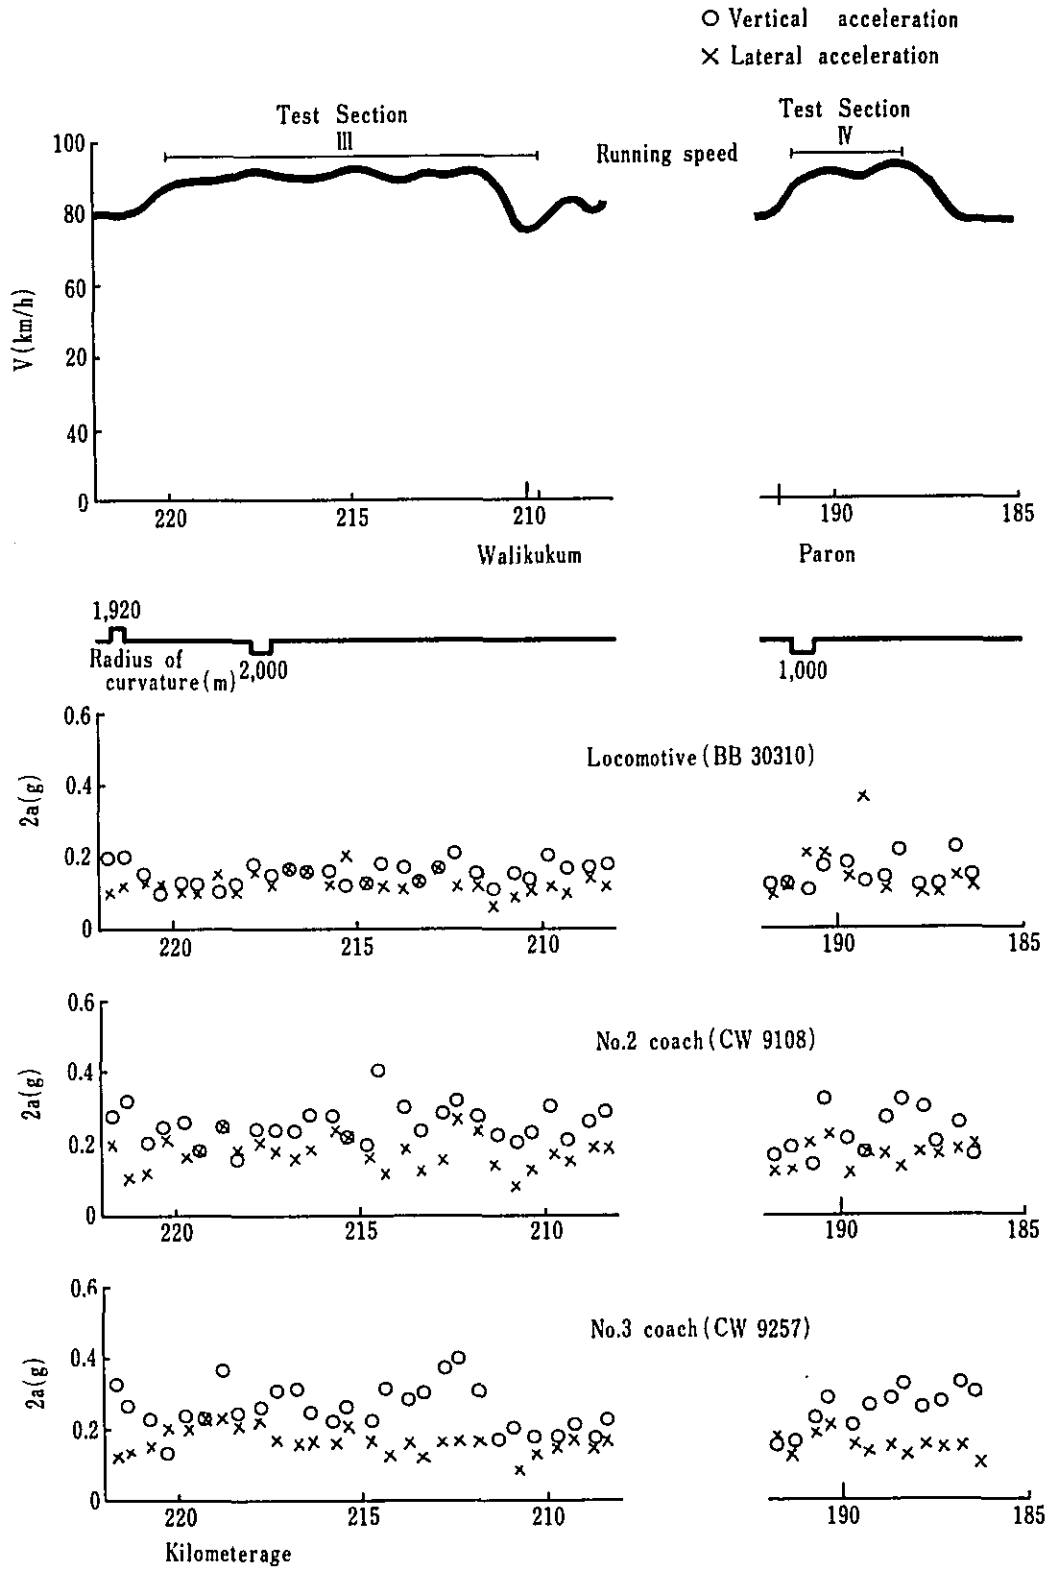 O Vertical acceleration
× Lateral acceleration
Test Section
III
Test Section
IV
Running speed
V(km/h)
100
80
60
20
40
0
220
215
210
190
185
Walikukum
Paron
1,920
Radius of
curvature(m)
2,000
1,000
Locomotive(BB 30310)
2a(g)
0.6
0.4
0.2
0
220
215
210
190
185
No.2 coach(CW 9108)
2a(g)
0.6
0.4
0.2
0
220
215
210
190
185
No.3 coach(CW 9257)
2a(g)
0.6
0.4
0.2
0
220
215
210
190
185
Kilometerage